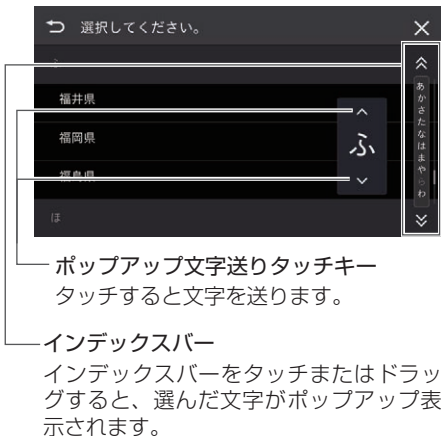 選択してください。
ふ
福井県
福岡県
福島県
ほ
ふ
あ
か
さ
た
な
は
ま
や
ら
わ
ポップアップ文字送りタッチキー
タッチすると文字を送ります。
インデックスバー
インデックスバーをタッチまたはドラッ
グすると、選んだ文字がポップアップ表
示されます。